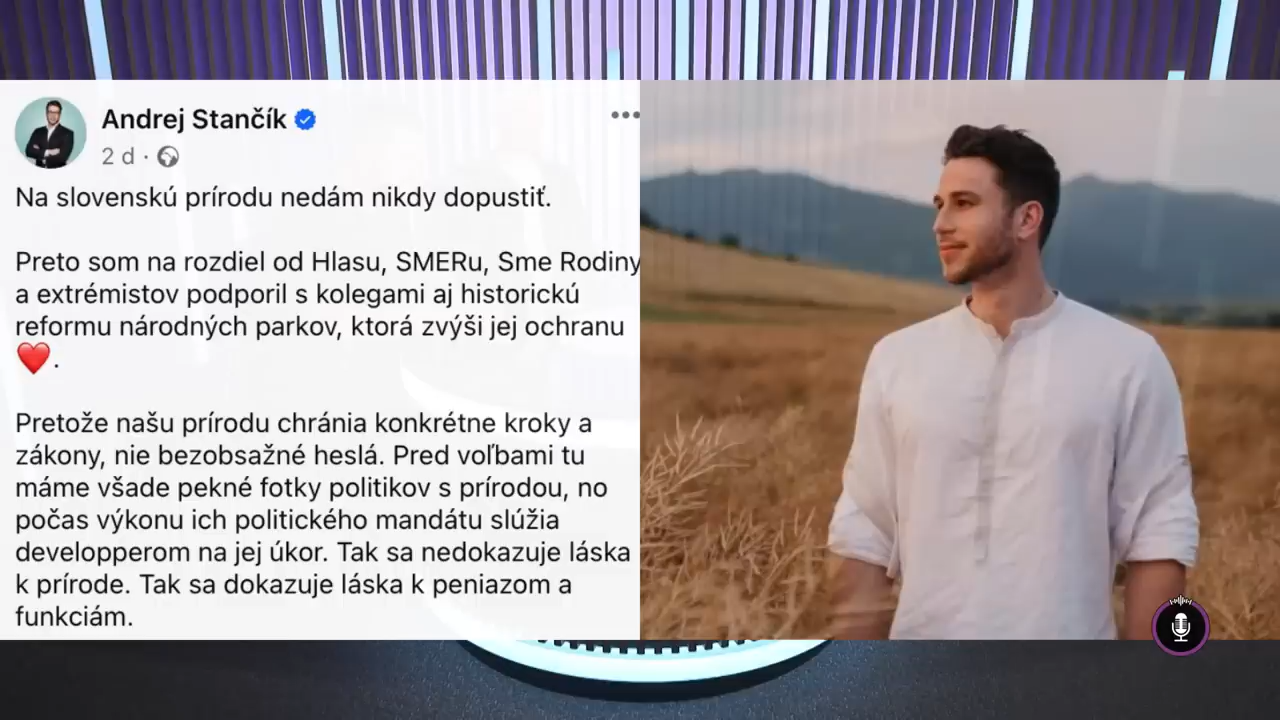 Andrej Stančík
2 d ·
Na slovenskú prírodu nedám nikdy dopustiť.
Preto som na rozdiel od Hlasu, SMERu, Sme Rodiny
a extrémistov podporil s kolegami aj historickú
reformu národných parkov, ktorá zvýši jej ochranu
❤️.
Pretože našu prírodu chránia konkrétne kroky a
zákony, nie bezobsažné heslá. Pred voľbami tu
máme všade pekné fotky politikov s prírodou, no
počas výkonu ich politického mandátu slúžia
developperom na jej úkor. Tak sa nedokazuje láska
k prírode. Tak sa dokazuje láska k peniazom a
funkciám.